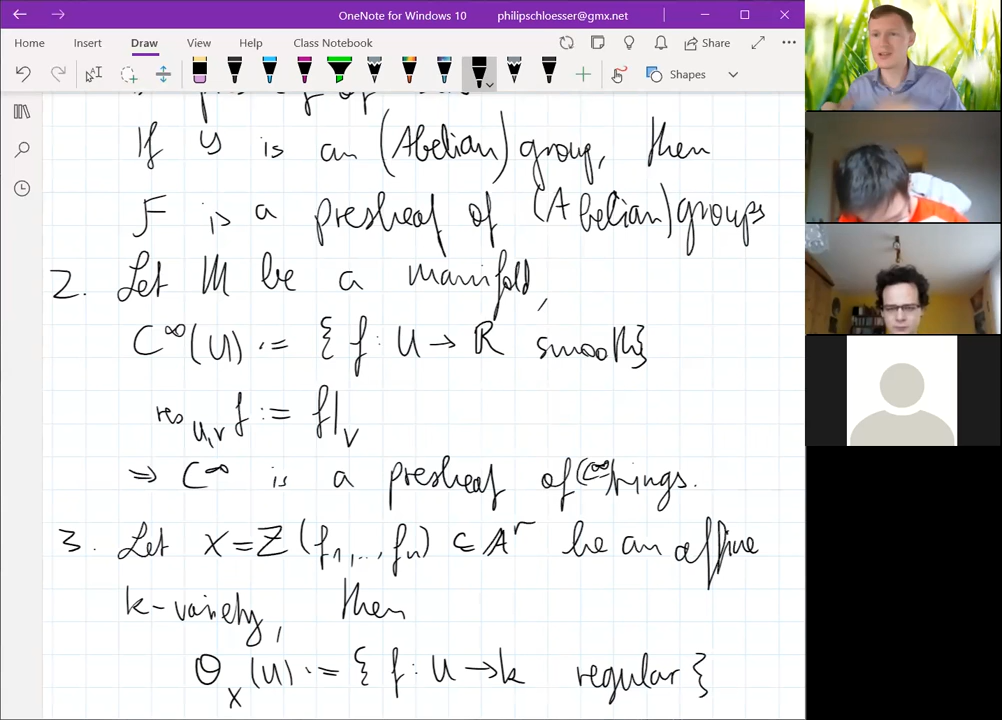 OneNote for Windows 10 philipschloesser@gmx.net
Home Insert Draw View Help Class Notebook Share
Shapes
If Y is an (Abelian) group, then
F is a presheaf of (Abelian) groups
2. Let M be a manifold,
C^∞(U) := { f: U → R smooth}
res_{U,V} f := f|_V
⇒ C^∞ is a presheaf of (C^∞-)rings.
3. Let X = Z(f_1,...,f_n) ⊆ A^r be an affine
k-variety, then
O_X(U) := { f: U → k regular }